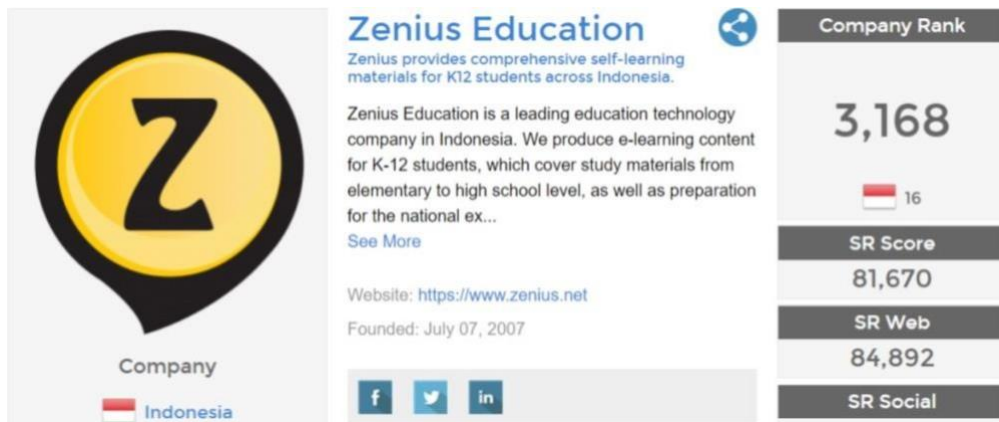 Z
Company
Indonesia
Zenius Education
Zenius provides comprehensive self-learning
materials for K12 students across Indonesia.
Zenius Education is a leading education technology
company in Indonesia. We produce e-learning content
for K-12 students, which cover study materials from
elementary to high school level, as well as preparation
for the national ex...
See More
Website: https://www.zenius.net
Founded: July 07, 2007
f
in
Company Rank
3,168
16
SR Score
81,670
SR Web
84,892
SR Social